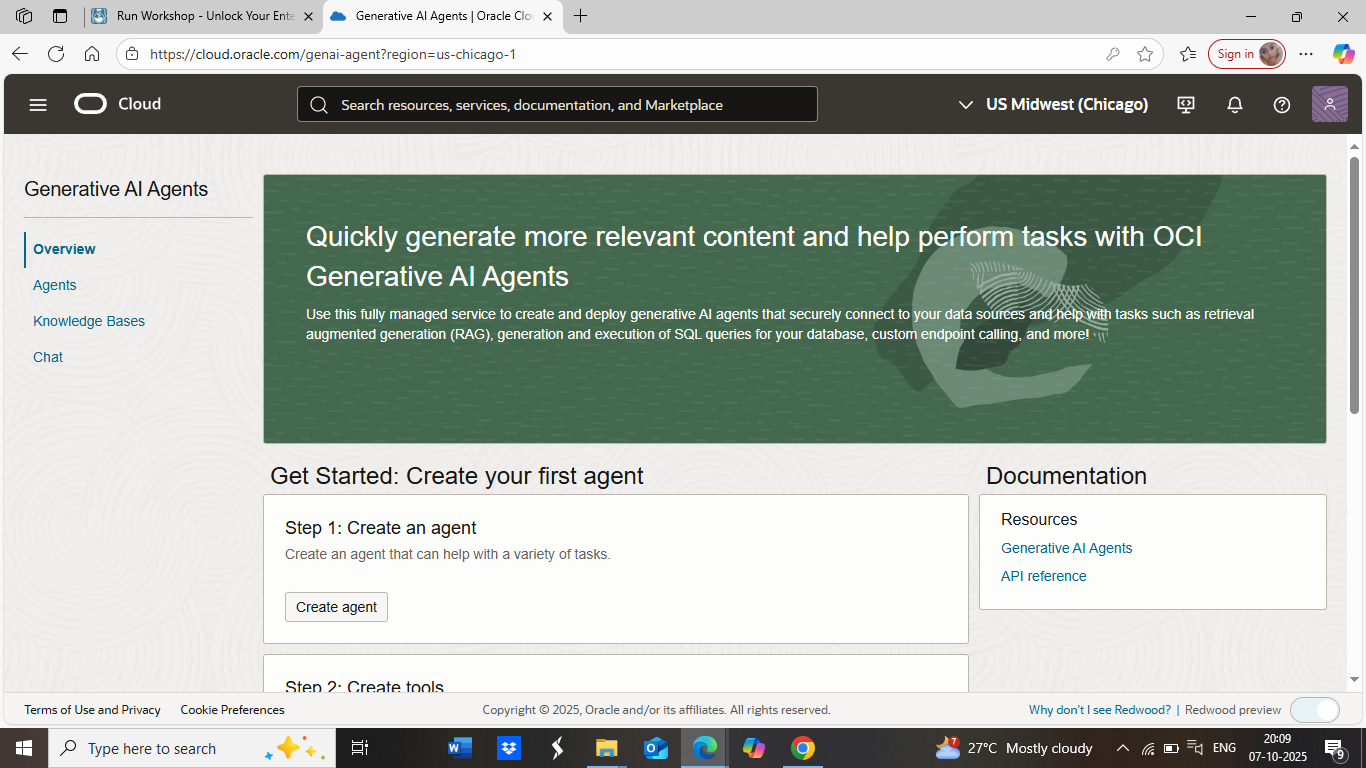 Run Workshop - Unlock Your Ente
Generative AI Agents | Oracle Clou
https://cloud.oracle.com/genai-agent?region=us-chicago-1
Sign in
Cloud
Search resources, services, documentation, and Marketplace
US Midwest (Chicago)
Generative AI Agents
Overview
Agents
Knowledge Bases
Chat
Quickly generate more relevant content and help perform tasks with OCI
Generative AI Agents
Use this fully managed service to create and deploy generative AI agents that securely connect to your data sources and help with tasks such as retrieval
augmented generation (RAG), generation and execution of SQL queries for your database, custom endpoint calling, and more!
Get Started: Create your first agent
Step 1: Create an agent
Create an agent that can help with a variety of tasks.
Create agent
Step 2: Create tools
Documentation
Resources
Generative AI Agents
API reference
Terms of Use and Privacy
Cookie Preferences
Copyright © 2025, Oracle and/or its affiliates. All rights reserved.
Why don't I see Redwood? | Redwood preview
Type here to search
7
27°C Mostly cloudy
ENG
20:09
07-10-2025
9